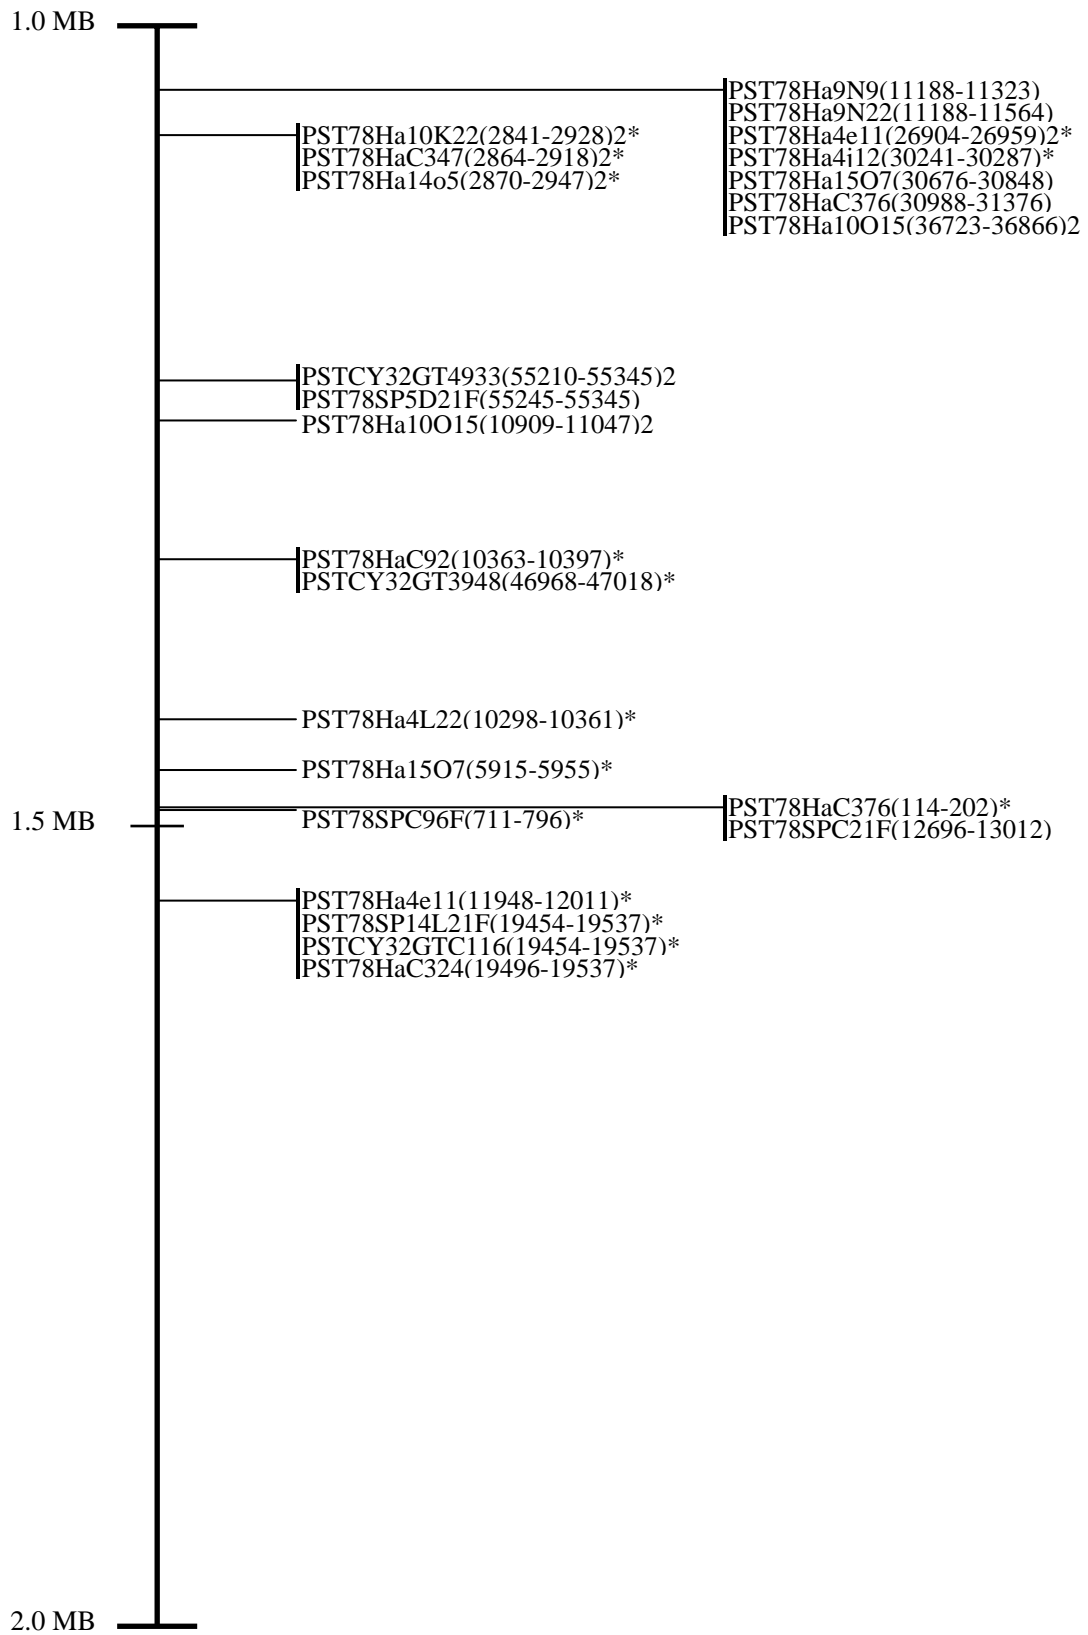 1.0 MB
PST78Ha9N9(11188-11323)
PST78Ha9N22(11188-11564)
PST78Ha10K22(2841-2928)2*
PST78Ha4e11(26904-26959)2*
PST78HaC347(2864-2918)2*
PST78Ha4j12(30241-30287)*
PST78Ha14o5(2870-2947)2*
PST78Ha15O7(30676-30848)
PST78HaC376(30988-31376)
PST78Ha10O15(36723-36866)2
PSTCY32GT4933(55210-55345)2
PST78SP5D21F(55245-55345)
PST78Ha10O15(10909-11047)2
PST78HaC92(10363-10397)*
PSTCY32GT3948(46968-47018)*
PST78Ha4L22(10298-10361)*
PST78Ha15O7(5915-5955)*
PST78HaC376(114-202)*
1.5 MB
PST78SPC96F(711-796)*
PST78SPC21F(12696-13012)
PST78Ha4e11(11948-12011)*
PST78SP14L21F(19454-19537)*
PSTCY32GTC116(19454-19537)*
PST78HaC324(19496-19537)*
2.0 MB